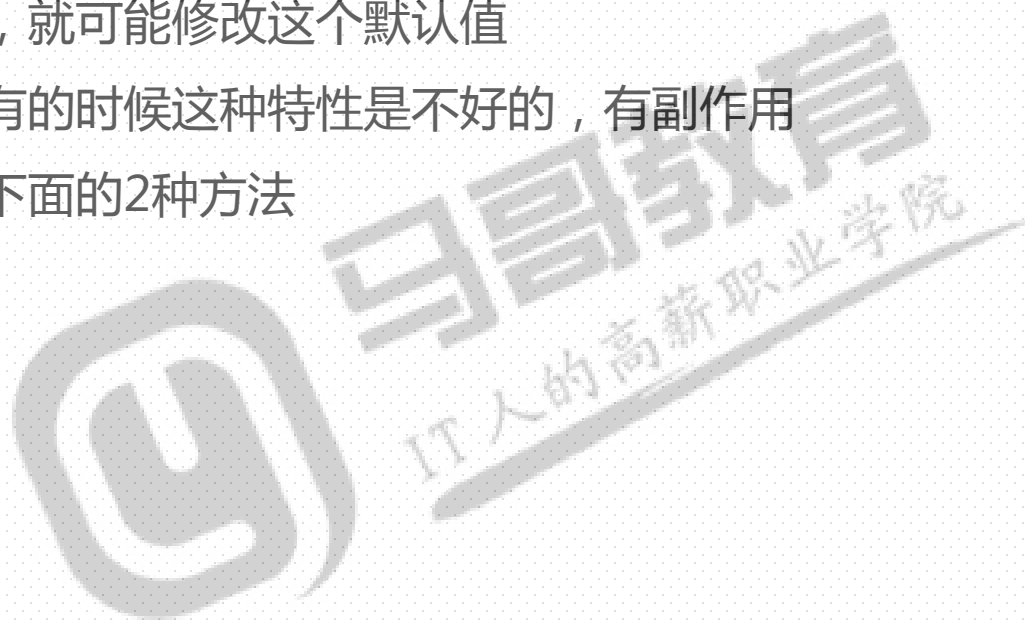 ，就可能修改这个默认值
有的时候这种特性是不好的，有副作用
下面的2种方法
马哥教育
IT人的高薪职业学院